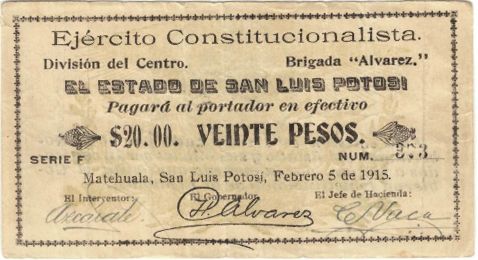 Ejército Constitucionalista.
División del Centro. Brigada "Alvarez."
EL ESTADO DE SAN LUIS POTOSI
Pagará al portador en efectivo
$20.00. VEINTE PESOS.
SERIE F NUM.
Matehuala, San Luis Potosí, Febrero 5 de 1915.
El Interventor: El Gobernador, El Jefe de Hacienda:
Azcarate H. Alvarez C. Vaca